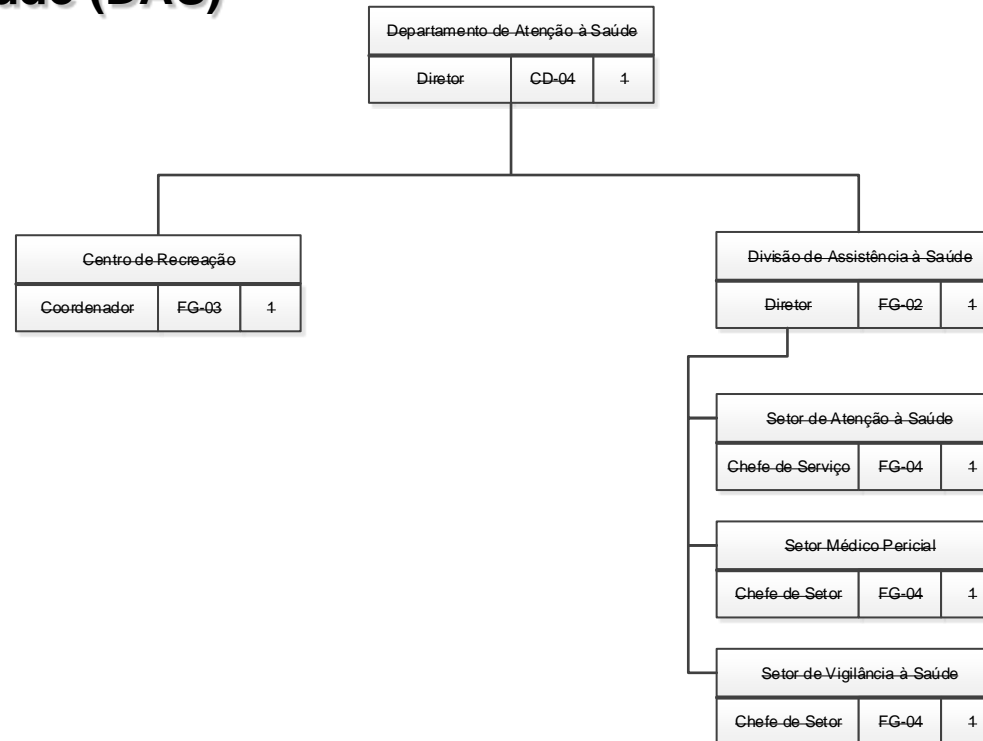 (DAS)
Departamento de Atenção à Saúde
Diretor CD-04 1
Centro de Recreação
Coordenador FG-03 1
Divisão de Assistência à Saúde
Diretor FG-02 1
Setor de Atenção à Saúde
Chefe de Serviço FG-04 1
Setor Médico Pericial
Chefe de Setor FG-04 1
Setor de Vigilância à Saúde
Chefe de Setor FG-04 1